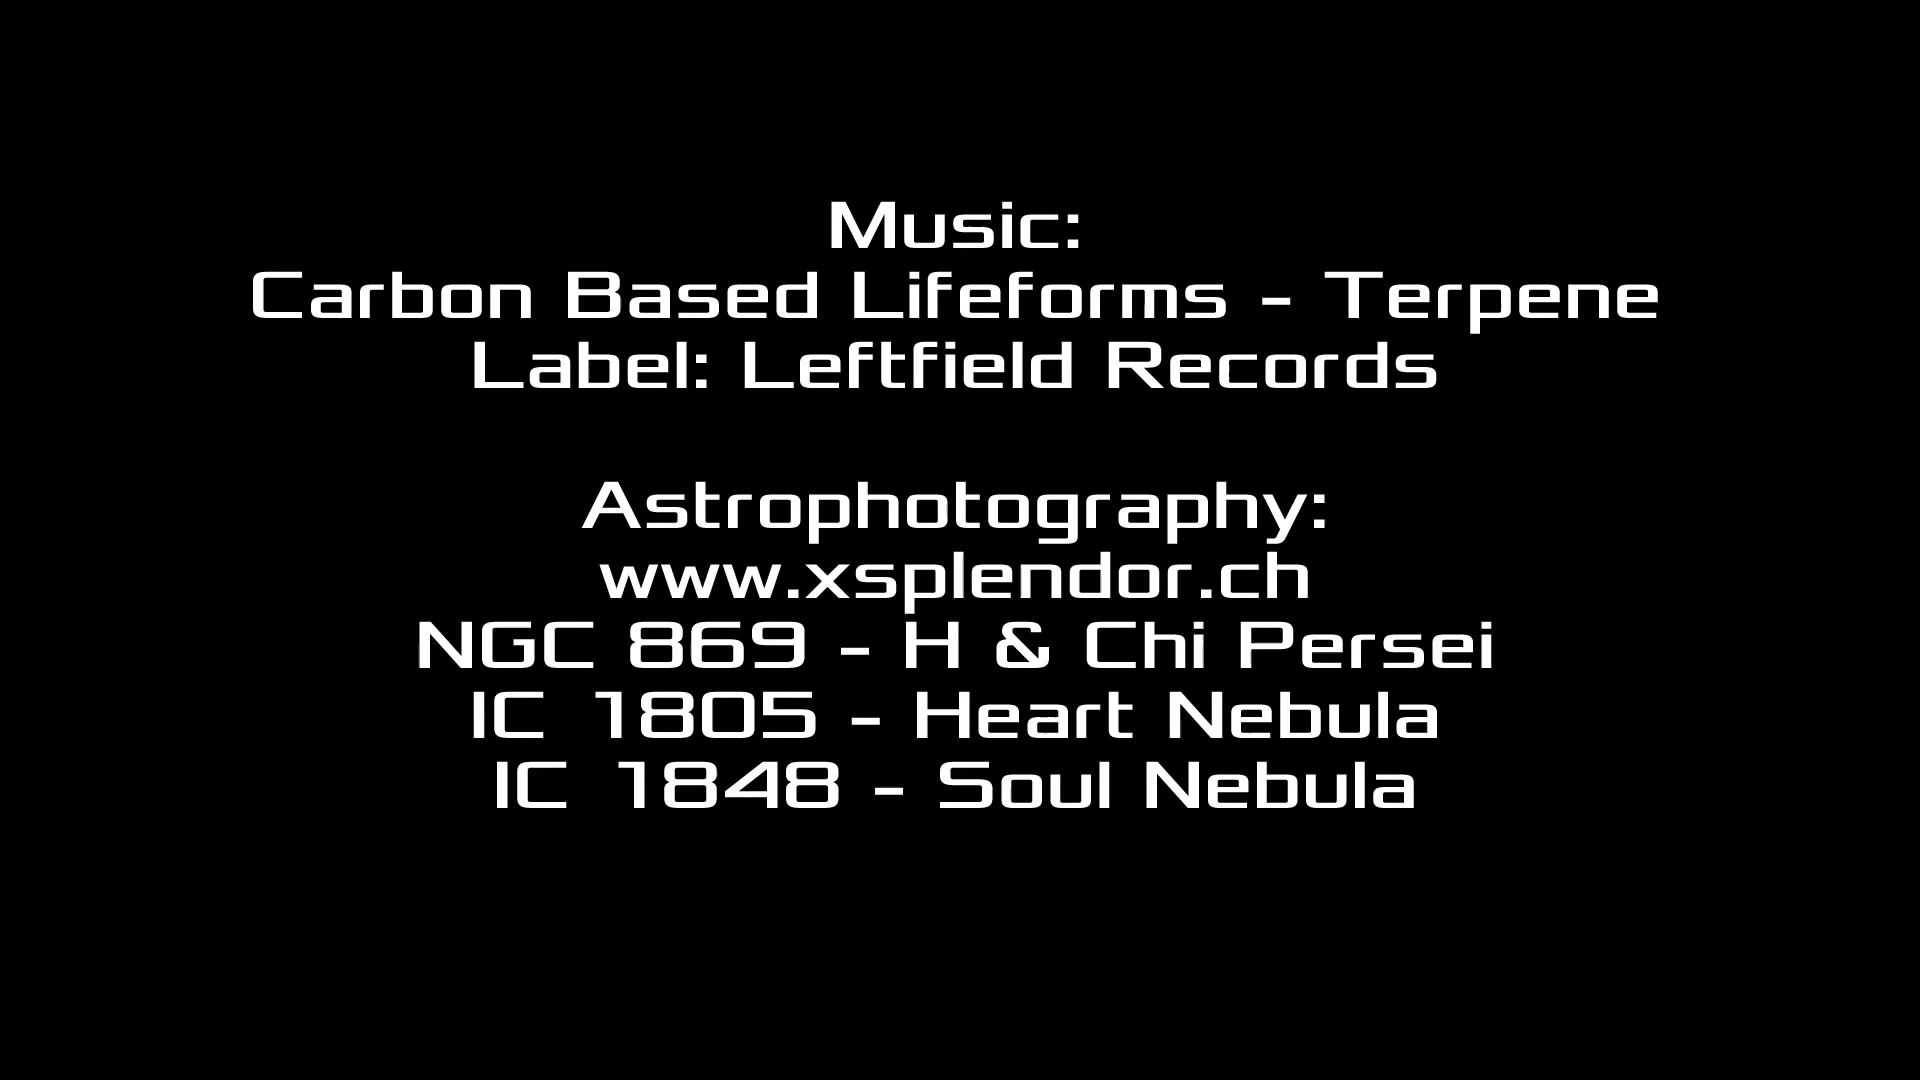 Music:
Carbon Based Lifeforms - Terpene
Label: Leftfield Records
Astrophotography:
www.xsplendor.ch
NGC 869 - H & Chi Persei
IC 1805 - Heart Nebula
IC 1848 - Soul Nebula